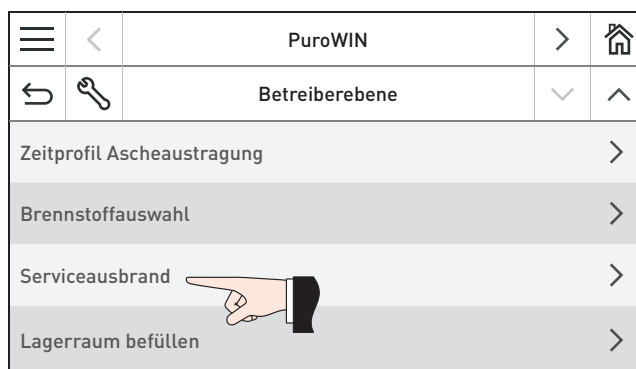 PuroWIN
Betreiberebene
Zeitprofil Ascheaustragung
Brennstoffauswahl
Serviceausbrand
Lagerraum befüllen